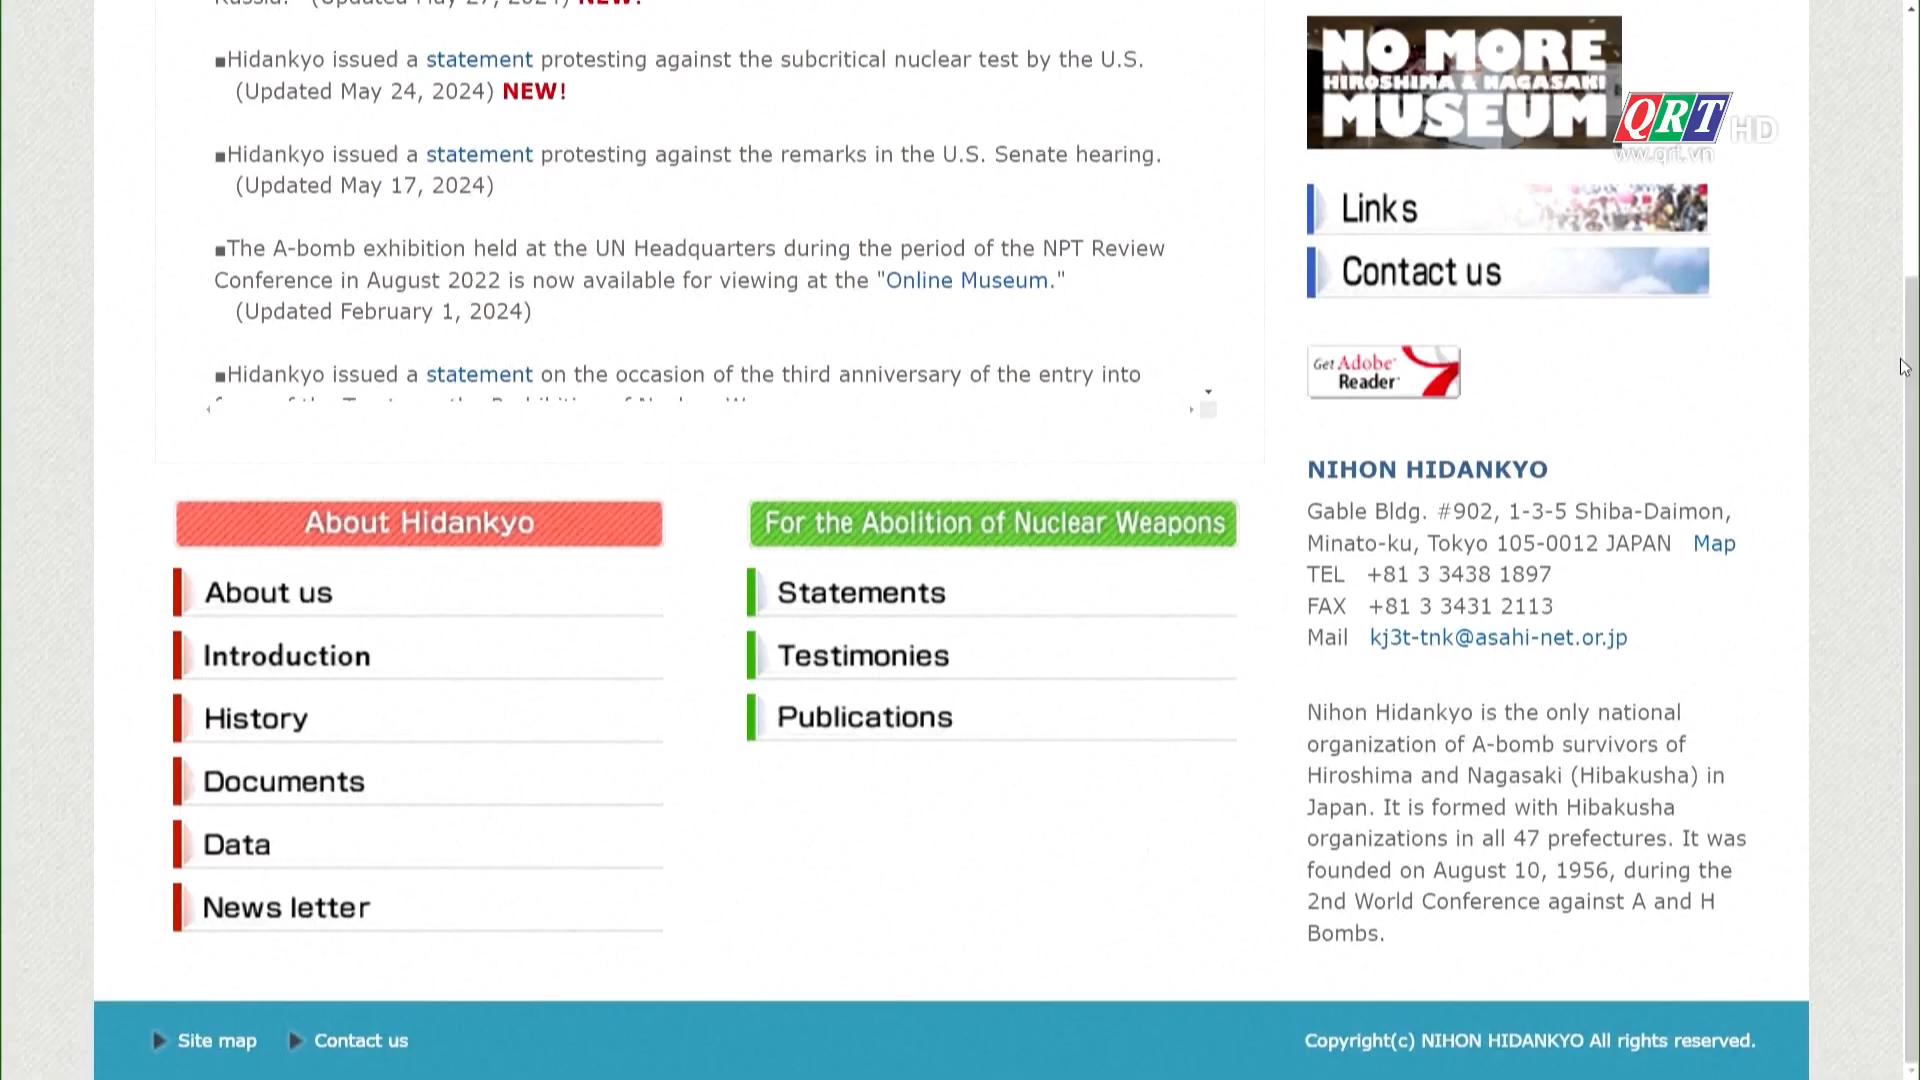 (Updated May 27, 2024) NEW!
■Hidankyo issued a statement protesting against the subcritical nuclear test by the U.S.
(Updated May 24, 2024) NEW!
■Hidankyo issued a statement protesting against the remarks in the U.S. Senate hearing.
(Updated May 17, 2024)
■The A-bomb exhibition held at the UN Headquarters during the period of the NPT Review
Conference in August 2022 is now available for viewing at the "Online Museum."
(Updated February 1, 2024)
■Hidankyo issued a statement on the occasion of the third anniversary of the entry into
About Hidankyo
About us
Introduction
History
Documents
Data
News letter
For the Abolition of Nuclear Weapons
Statements
Testimonies
Publications
NO MORE
HIROSHIMA & NAGASAKI
MUSEUM
QRT HD
www.qrt.vn
Links
Contact us
Get Adobe
Reader
NIHON HIDANKYO
Gable Bldg. #902, 1-3-5 Shiba-Daimon,
Minato-ku, Tokyo 105-0012 JAPAN Map
TEL +81 3 3438 1897
FAX +81 3 3431 2113
Mail kj3t-tnk@asahi-net.or.jp
Nihon Hidankyo is the only national
organization of A-bomb survivors of
Hiroshima and Nagasaki (Hibakusha) in
Japan. It is formed with Hibakusha
organizations in all 47 prefectures. It was
founded on August 10, 1956, during the
2nd World Conference against A and H
Bombs.
Site map
Contact us
Copyright(c) NIHON HIDANKYO All rights reserved.